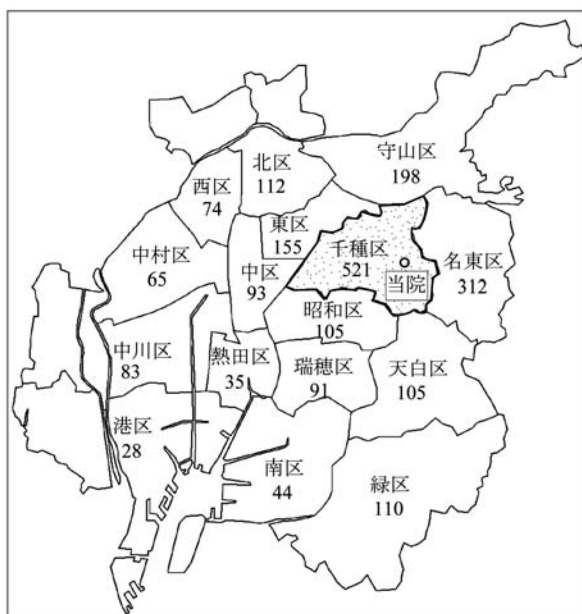 守山区
198
北区
112
西区
74
東区
155
千種区
521
当院
名東区
312
中村区
65
中区
93
昭和区
105
中川区
83
熱田区
35
瑞穂区
91
天白区
105
港区
28
南区
44
緑区
110